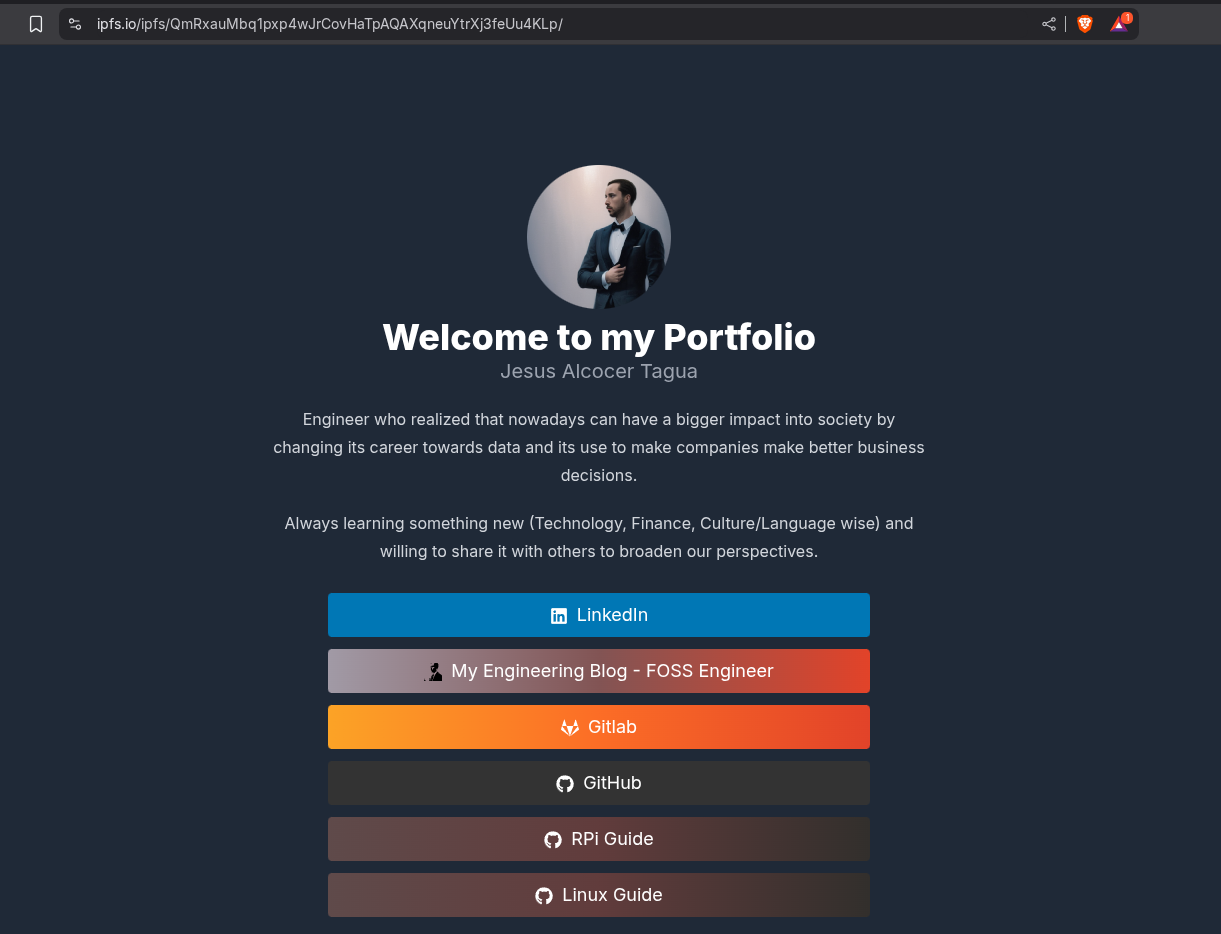 ipfs.io/ipfs/QmRxauMbq1pxp4wJrCovHaTpAQAXqneuYtrXj3feUu4KLp/
1
Welcome to my Portfolio
Jesus Alcocer Tagua
Engineer who realized that nowadays can have a bigger impact into society by
changing its career towards data and its use to make companies make better business
decisions.
Always learning something new (Technology, Finance, Culture/Language wise) and
willing to share it with others to broaden our perspectives.
LinkedIn
My Engineering Blog - FOSS Engineer
Gitlab
GitHub
RPi Guide
Linux Guide